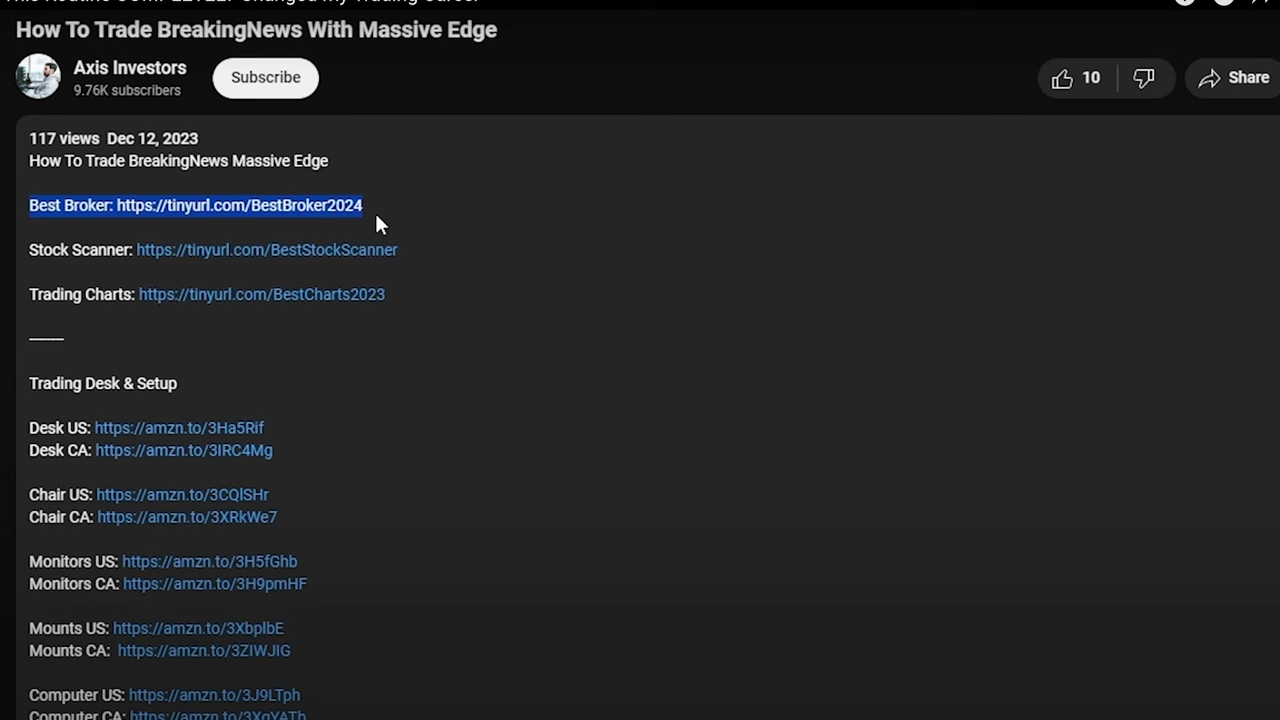 How To Trade BreakingNews With Massive Edge
Axis Investors
9.76K subscribers
Subscribe
10
Share
117 views Dec 12, 2023
How To Trade BreakingNews Massive Edge
Best Broker: https://tinyurl.com/BestBroker2024
Stock Scanner: https://tinyurl.com/BestStockScanner
Trading Charts: https://tinyurl.com/BestCharts2023
Trading Desk & Setup
Desk US: https://amzn.to/3Ha5Rif
Desk CA: https://amzn.to/3IRC4Mg
Chair US: https://amzn.to/3CQlSHr
Chair CA: https://amzn.to/3XRkWe7
Monitors US: https://amzn.to/3H5fGhb
Monitors CA: https://amzn.to/3H9pmHF
Mounts US: https://amzn.to/3XbplbE
Mounts CA: https://amzn.to/3ZIWJIG
Computer US: https://amzn.to/3J9LTph
Computer CA: